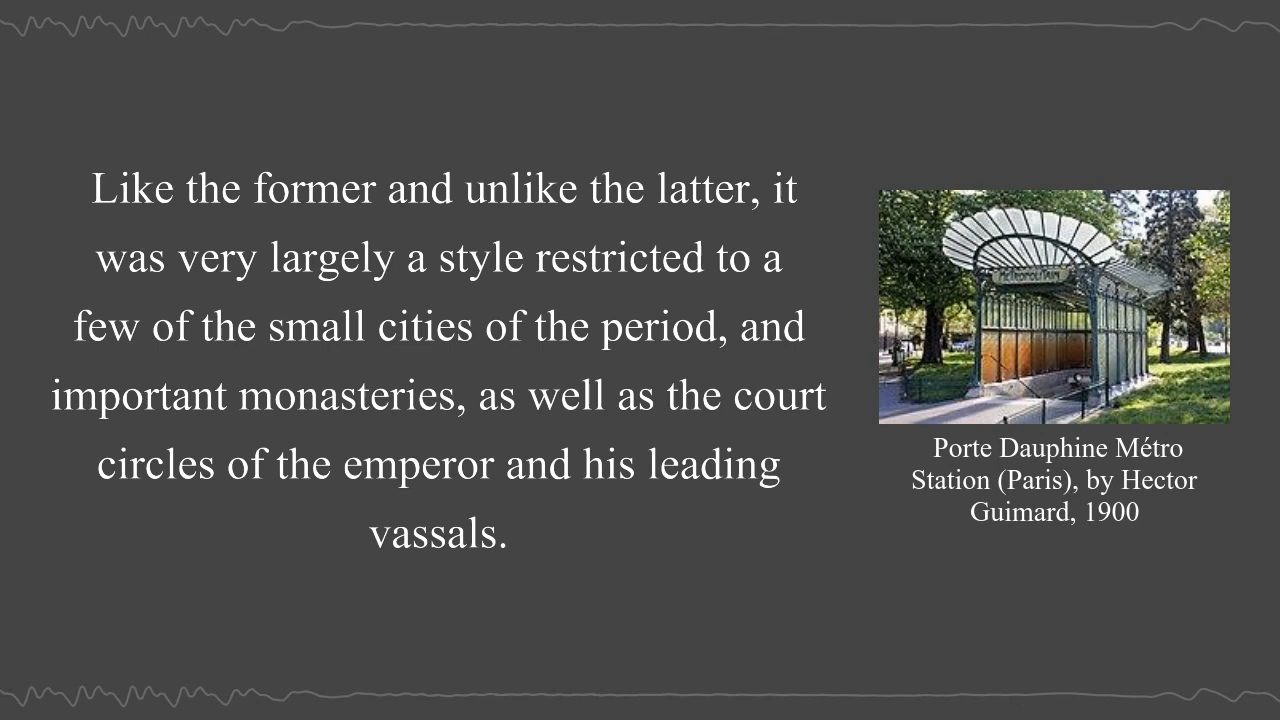 Like the former and unlike the latter, it
was very largely a style restricted to a
few of the small cities of the period, and
important monasteries, as well as the court
circles of the emperor and his leading
vassals.
METROPOLITAIN
Porte Dauphine Métro
Station (Paris), by Hector
Guimard, 1900